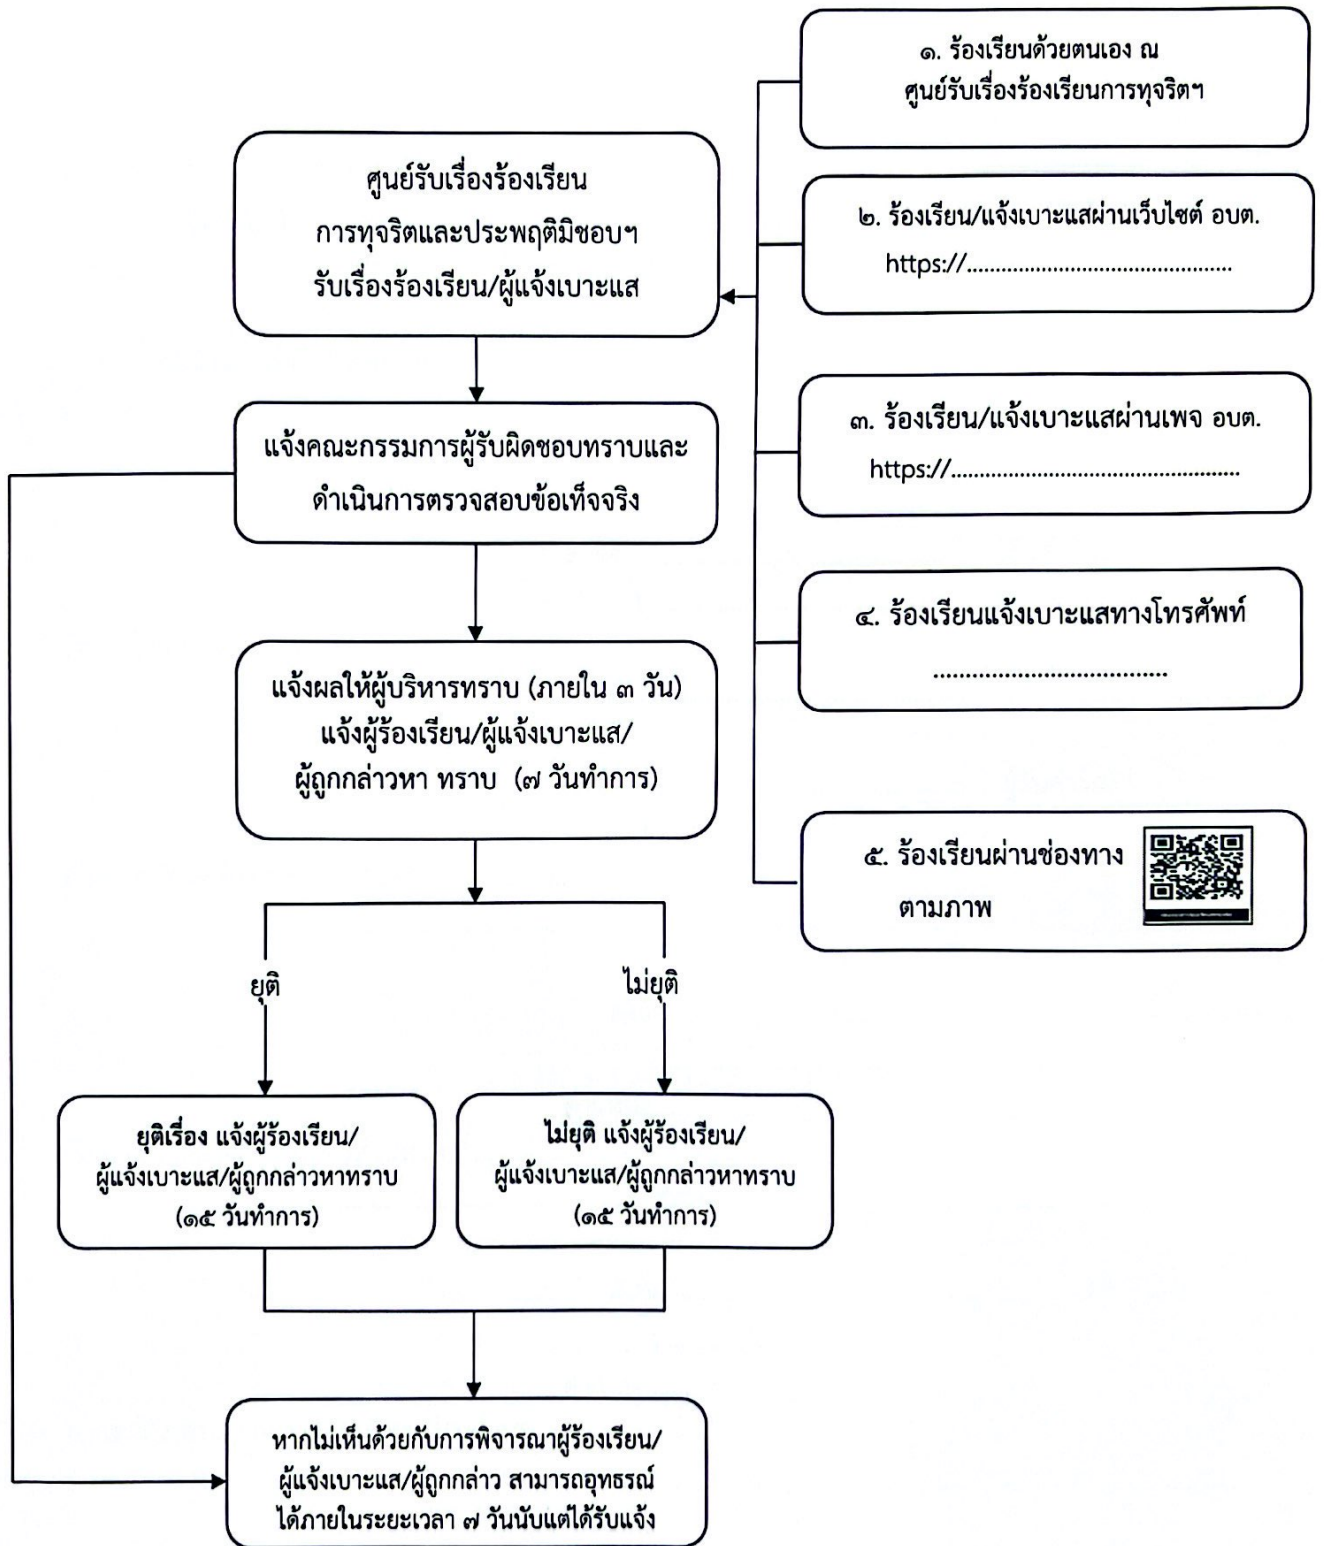 ๑. ร้องเรียนด้วยตนเอง ณ
ศูนย์รับเรื่องร้องเรียนการทุจริตฯ
ศูนย์รับเรื่องร้องเรียน
การทุจริตและประพฤติมิชอบฯ
รับเรื่องร้องเรียน/ผู้แจ้งเบาะแส
๒. ร้องเรียน/แจ้งเบาะแสผ่านเว็บไซต์ อบต.
https://..............................................
๓. ร้องเรียน/แจ้งเบาะแสผ่านเพจ อบต.
https://..................................................
แจ้งคณะกรรมการผู้รับผิดชอบทราบและ
ดำเนินการตรวจสอบข้อเท็จจริง
๔. ร้องเรียนแจ้งเบาะแสทางโทรศัพท์
....................................
แจ้งผลให้ผู้บริหารทราบ (ภายใน ๓ วัน)
แจ้งผู้ร้องเรียน/ผู้แจ้งเบาะแส/
ผู้ถูกกล่าวหา ทราบ (๗ วันทำการ)
๕. ร้องเรียนผ่านช่องทาง
ตามภาพ
ยุติ
ไม่ยุติ
ยุติเรื่อง แจ้งผู้ร้องเรียน/
ผู้แจ้งเบาะแส/ผู้ถูกกล่าวหาทราบ
(๑๕ วันทำการ)
ไม่ยุติ แจ้งผู้ร้องเรียน/
ผู้แจ้งเบาะแส/ผู้ถูกกล่าวหาทราบ
(๑๕ วันทำการ)
หากไม่เห็นด้วยกับการพิจารณาผู้ร้องเรียน/
ผู้แจ้งเบาะแส/ผู้ถูกกล่าว สามารถอุทธรณ์
ได้ภายในระยะเวลา ๗ วันนับแต่ได้รับแจ้ง